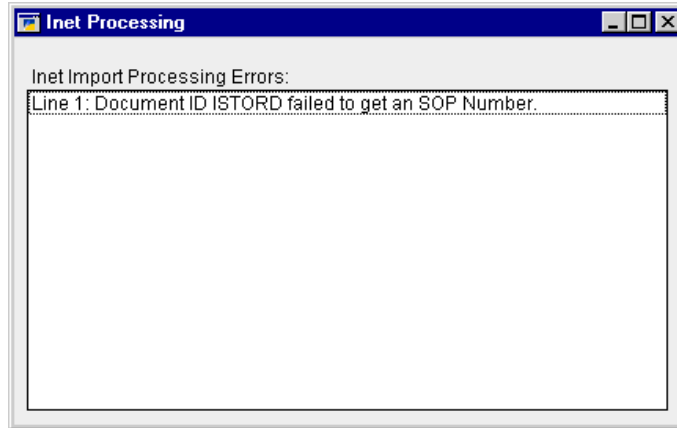 Inet Processing
Inet Import Processing Errors:
Line 1: Document ID ISTORD failed to get an SOP Number.